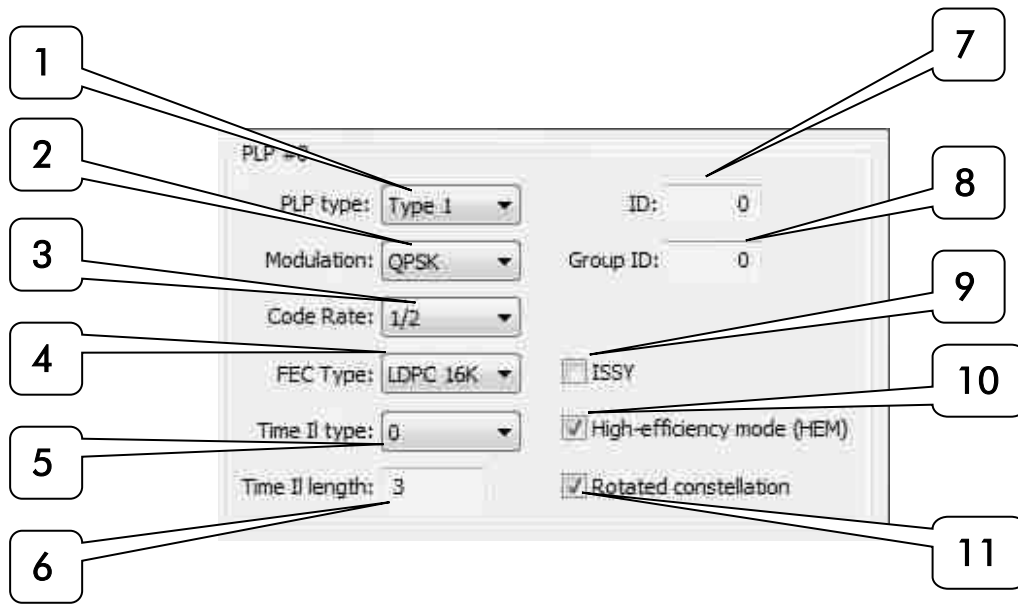 1
7
2
PLP #0
8
PLP type: Type 1
ID: 0
3
Modulation: QPSK
Group ID: 0
9
Code Rate: 1/2
4
FEC Type: LDPC 16K
ISSY
10
Time Il type: 0
High-efficiency mode (HEM)
5
Time Il length: 3
Rotated constellation
6
11